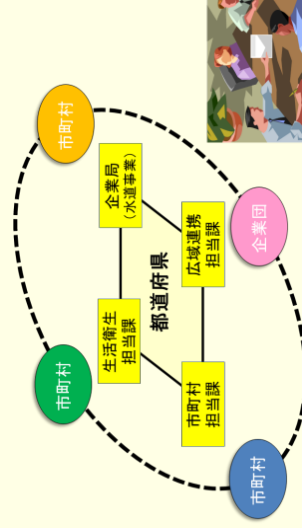 市町村
市町村
生活衛生
担当課
企業局
（水道事業）
都道府県
市町村
担当課
広域連携
担当課
市町村
企業団